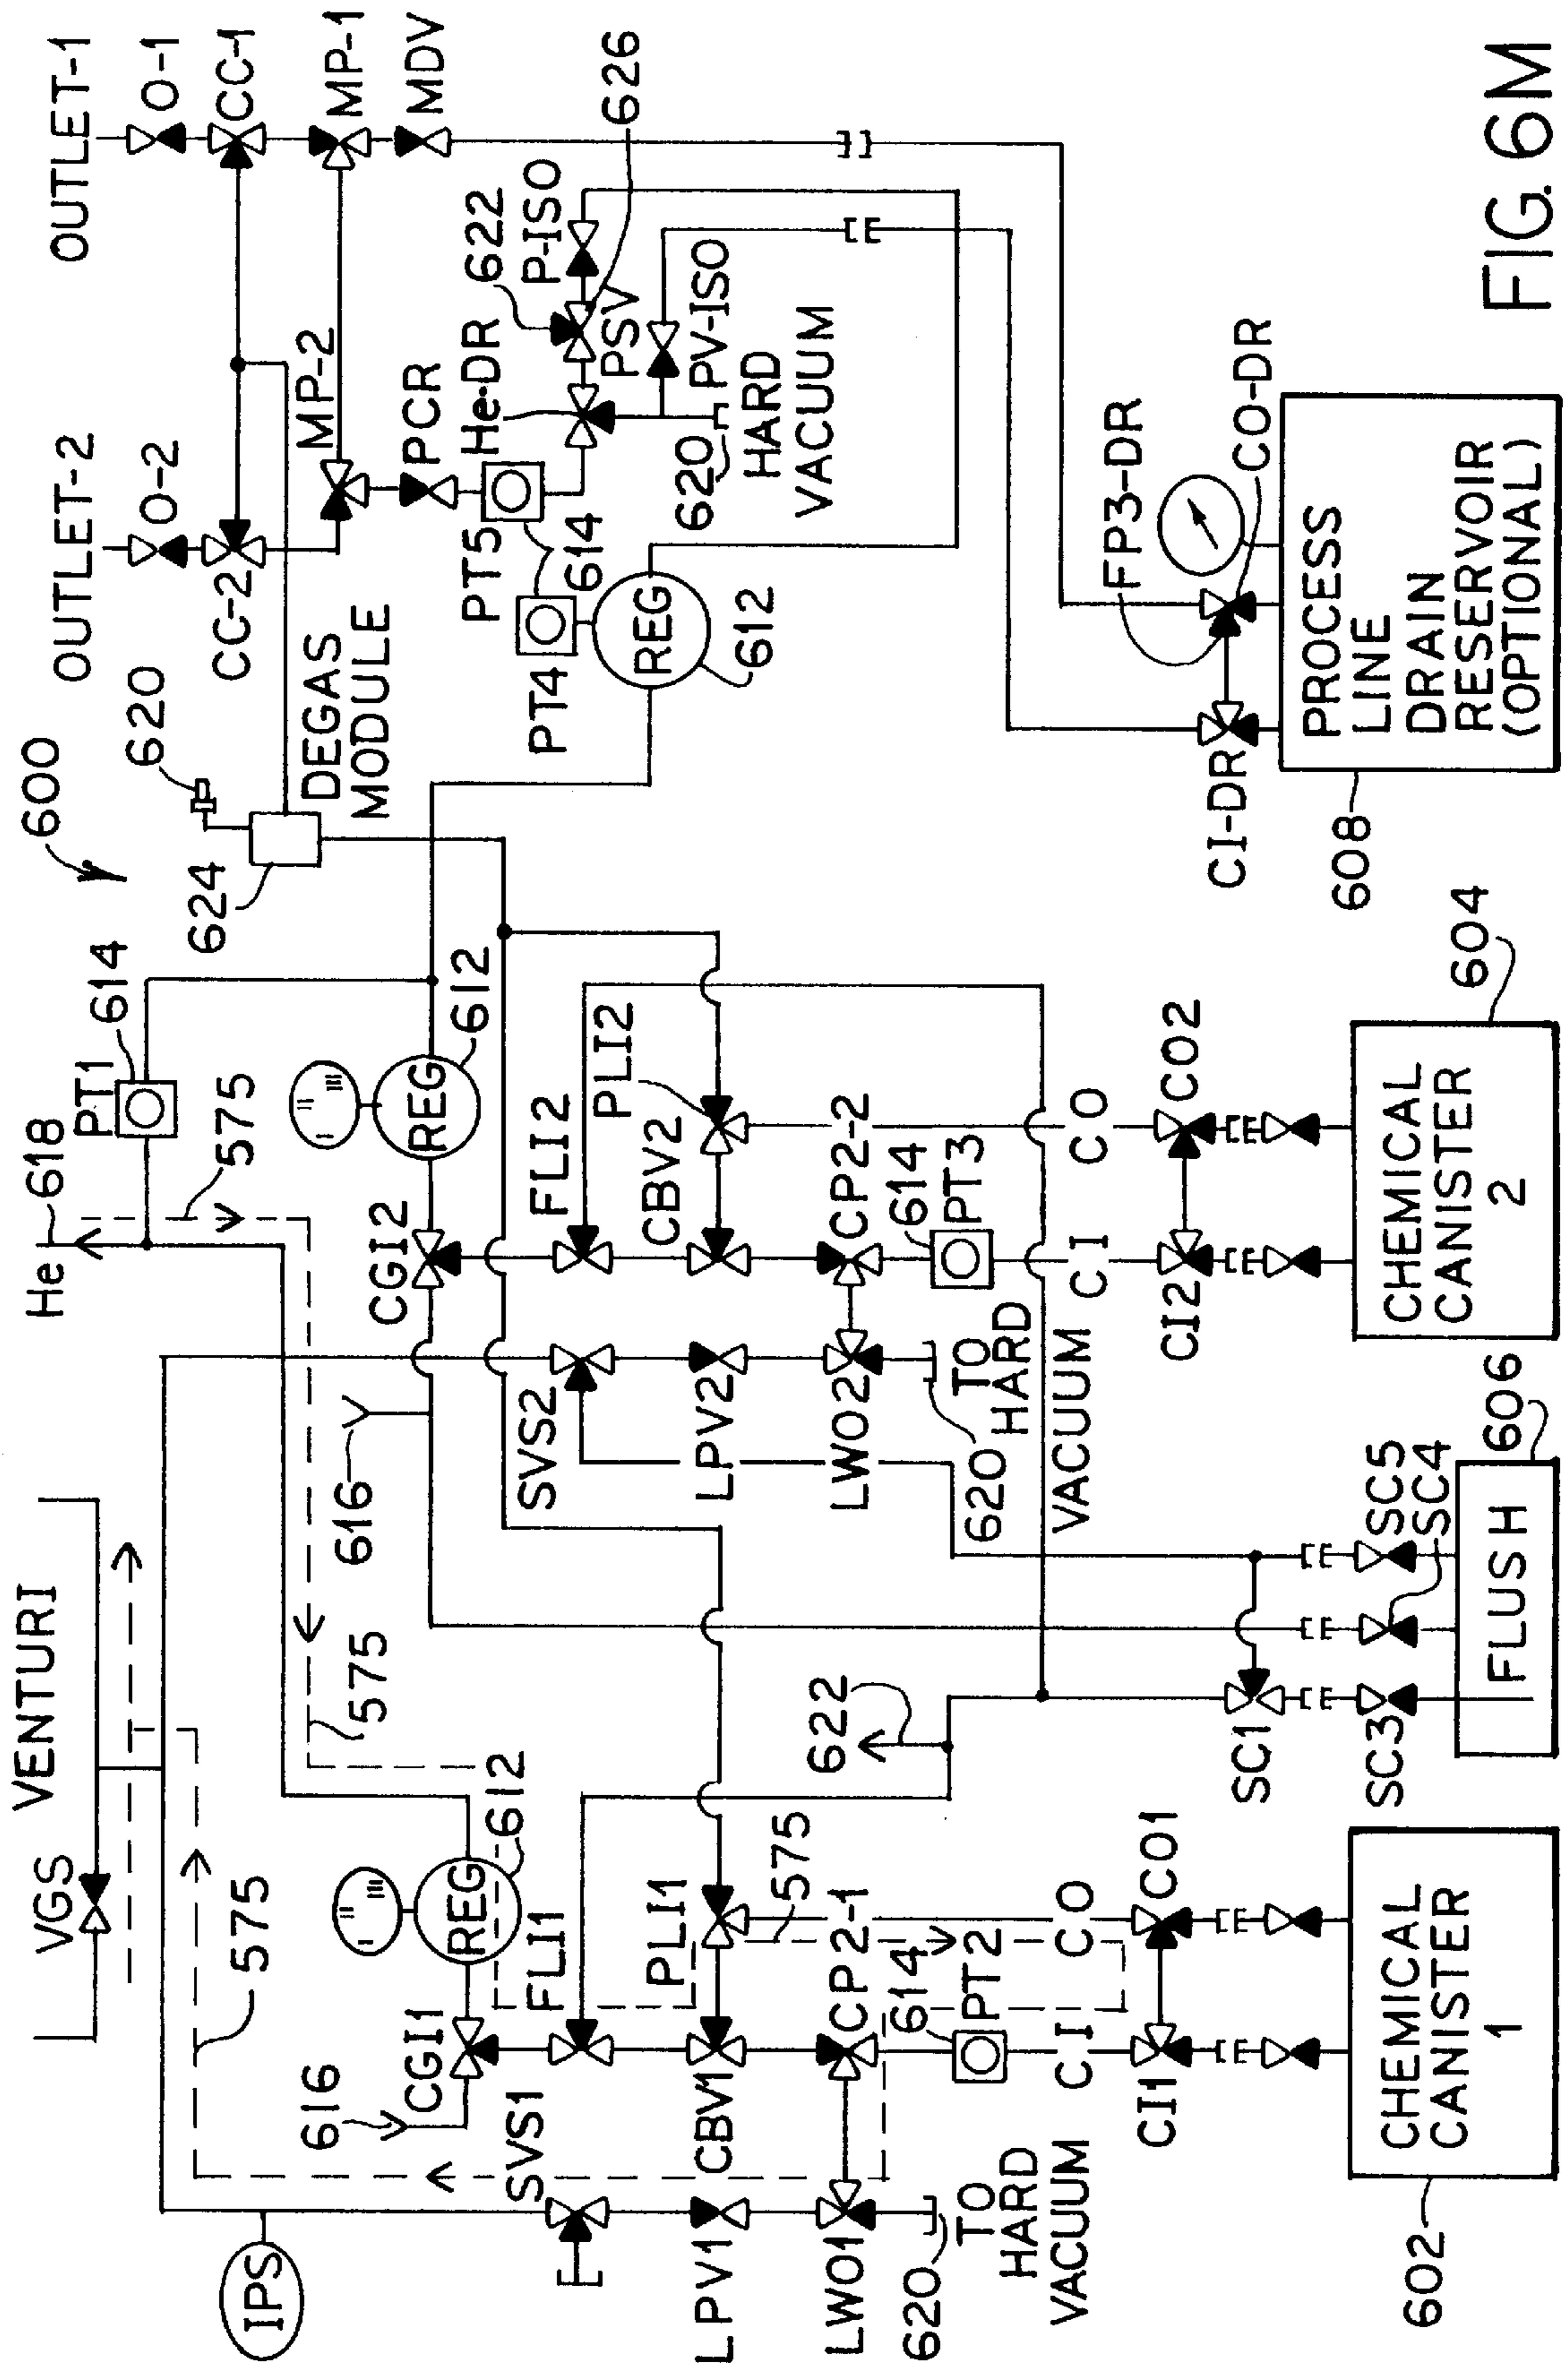 VENTURI
VGS
575
IPS
He
618
PT1
614
575
600
620
624
DEGAS
MODULE
OUTLET-2
O-2
CC-2
MP-2
OUTLET-1
O-1
CC-1
MP-1
MDV
PCR
PT5
614
PT4
REG
612
He-DR
622
PSV
P-ISO
626
PV-ISO
620
HARD
VACUUM
616
CGI1
REG
612
575
FLI1
SVS1
PLI1
575
CBV1
LPV1
CP2-1
614
PT2
LWO1
620
TO
HARD
VACUUM
CI
CO
CI1
CO1
CHEMICAL
CANISTER
1
602
616
CGI2
REG
612
FLI2
SVS2
PLI2
CBV2
LPV2
CP2-2
614
PT3
LWO2
620
TO
HARD
VACUUM
CI
CO
CI2
CO2
CHEMICAL
CANISTER
2
604
622
SC1
SC3
SC5
SC4
FLUSH
606
FP3-DR
CO-DR
CI-DR
PROCESS
LINE
DRAIN
RESERVOIR
(OPTIONAL)
608
FIG. 6M